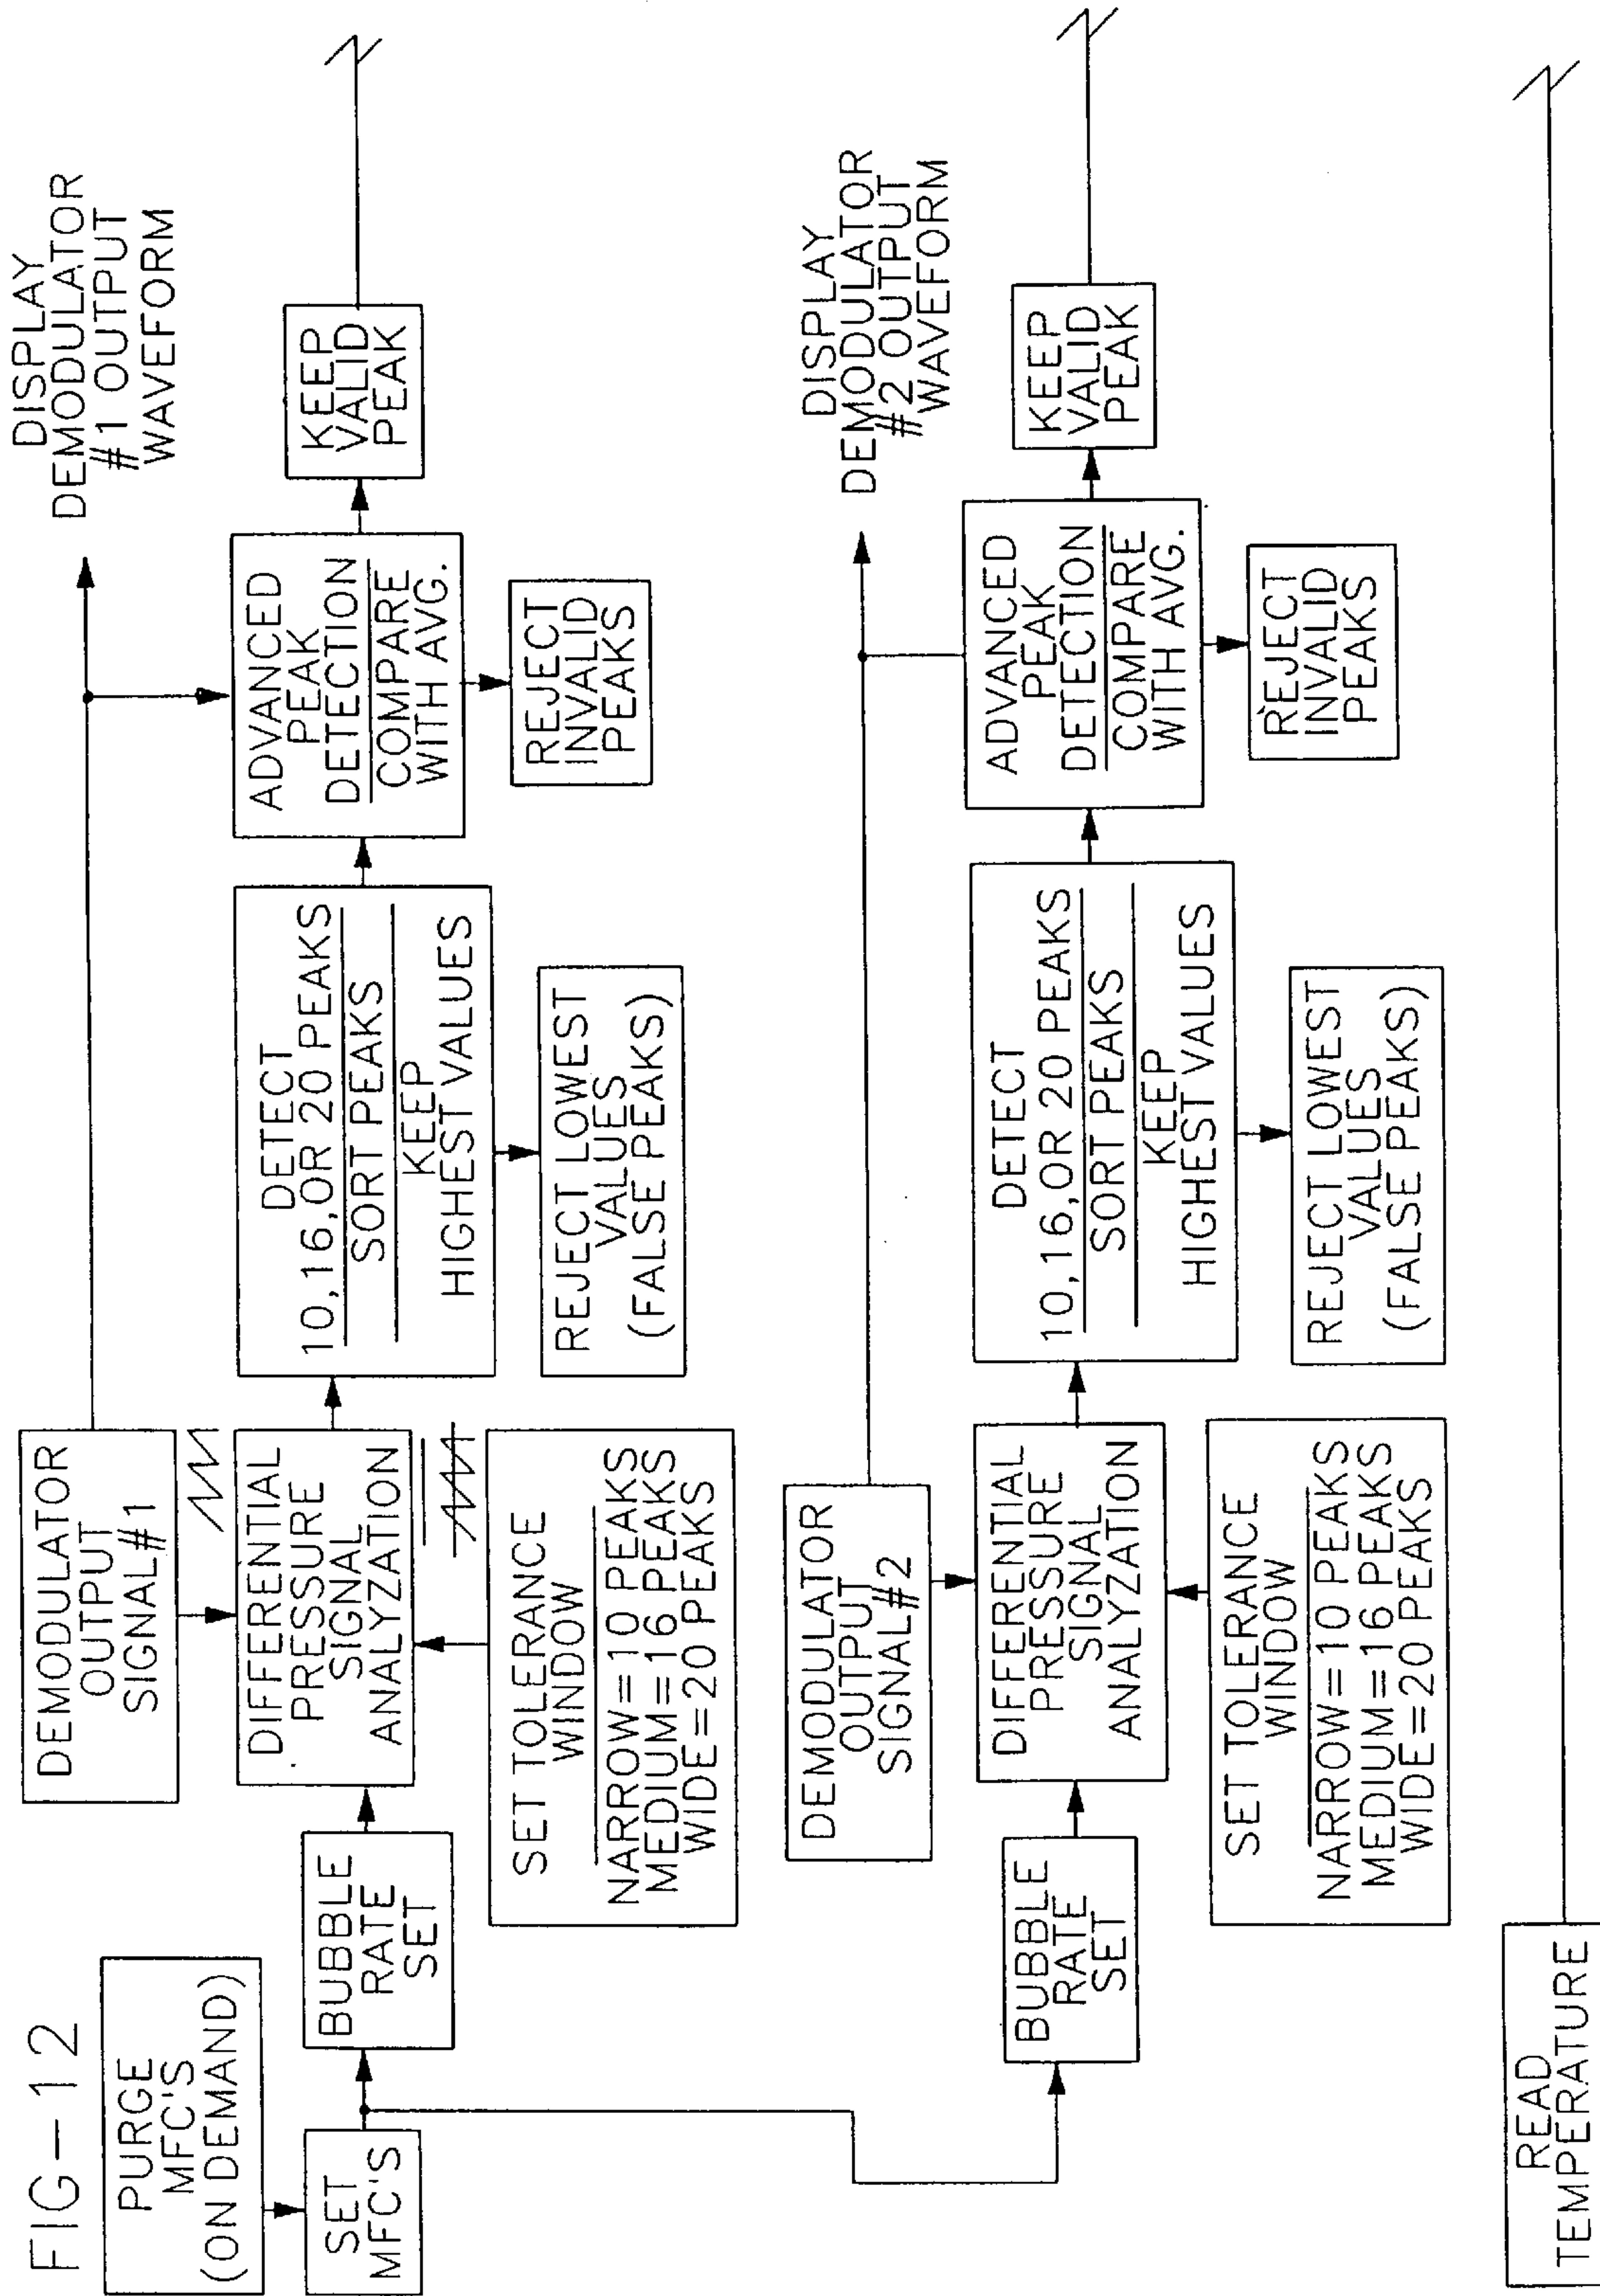 FIG-12
PURGE
MFC'S
(ON DEMAND)
SET
MFC'S
BUBBLE
RATE
SET
DEMODULATOR
OUTPUT
SIGNAL#1
DIFFERENTIAL
PRESSURE
SIGNAL
ANALYZATION
SET TOLERANCE
WINDOW
NARROW=10 PEAKS
MEDIUM=16 PEAKS
WIDE=20 PEAKS
DETECT
10,16,OR 20 PEAKS
SORT PEAKS
KEEP
HIGHEST VALUES
REJECT LOWEST
VALUES
(FALSE PEAKS)
DISPLAY
DEMODULATOR
#1 OUTPUT
WAVEFORM
ADVANCED
PEAK
DETECTION
COMPARE
WITH AVG.
REJECT
INVALID
PEAKS
KEEP
VALID
PEAK
BUBBLE
RATE
SET
DEMODULATOR
OUTPUT
SIGNAL#2
DIFFERENTIAL
PRESSURE
SIGNAL
ANALYZATION
SET TOLERANCE
WINDOW
NARROW=10 PEAKS
MEDIUM=16 PEAKS
WIDE=20 PEAKS
DETECT
10,16,OR 20 PEAKS
SORT PEAKS
KEEP
HIGHEST VALUES
REJECT LOWEST
VALUES
(FALSE PEAKS)
DISPLAY
DEMODULATOR
#2 OUTPUT
WAVEFORM
ADVANCED
PEAK
DETECTION
COMPARE
WITH AVG.
REJECT
INVALID
PEAKS
KEEP
VALID
PEAK
READ
TEMPERATURE